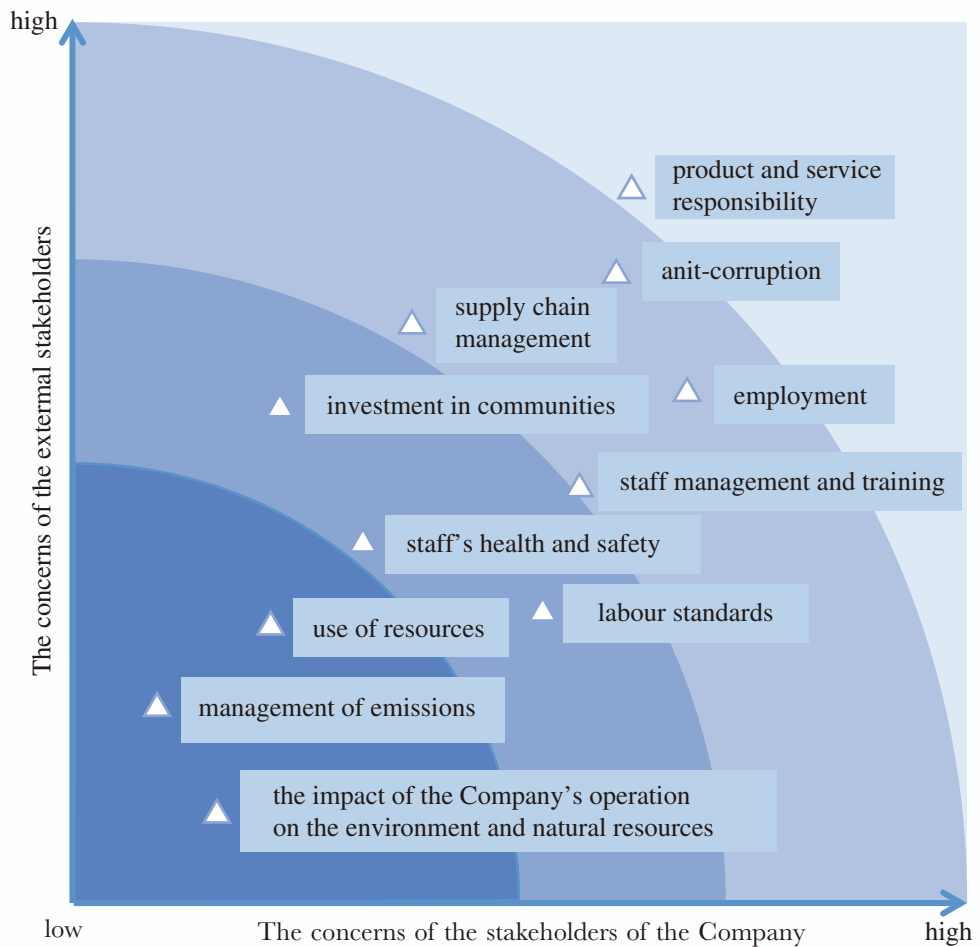 high
The concerns of the extermal stakeholders
product and service
responsibility
anit-corruption
supply chain
management
employment
investment in communities
staff management and training
staff's health and safety
labour standards
use of resources
management of emissions
the impact of the Company's operation
on the environment and natural resources
low
The concerns of the stakeholders of the Company
high